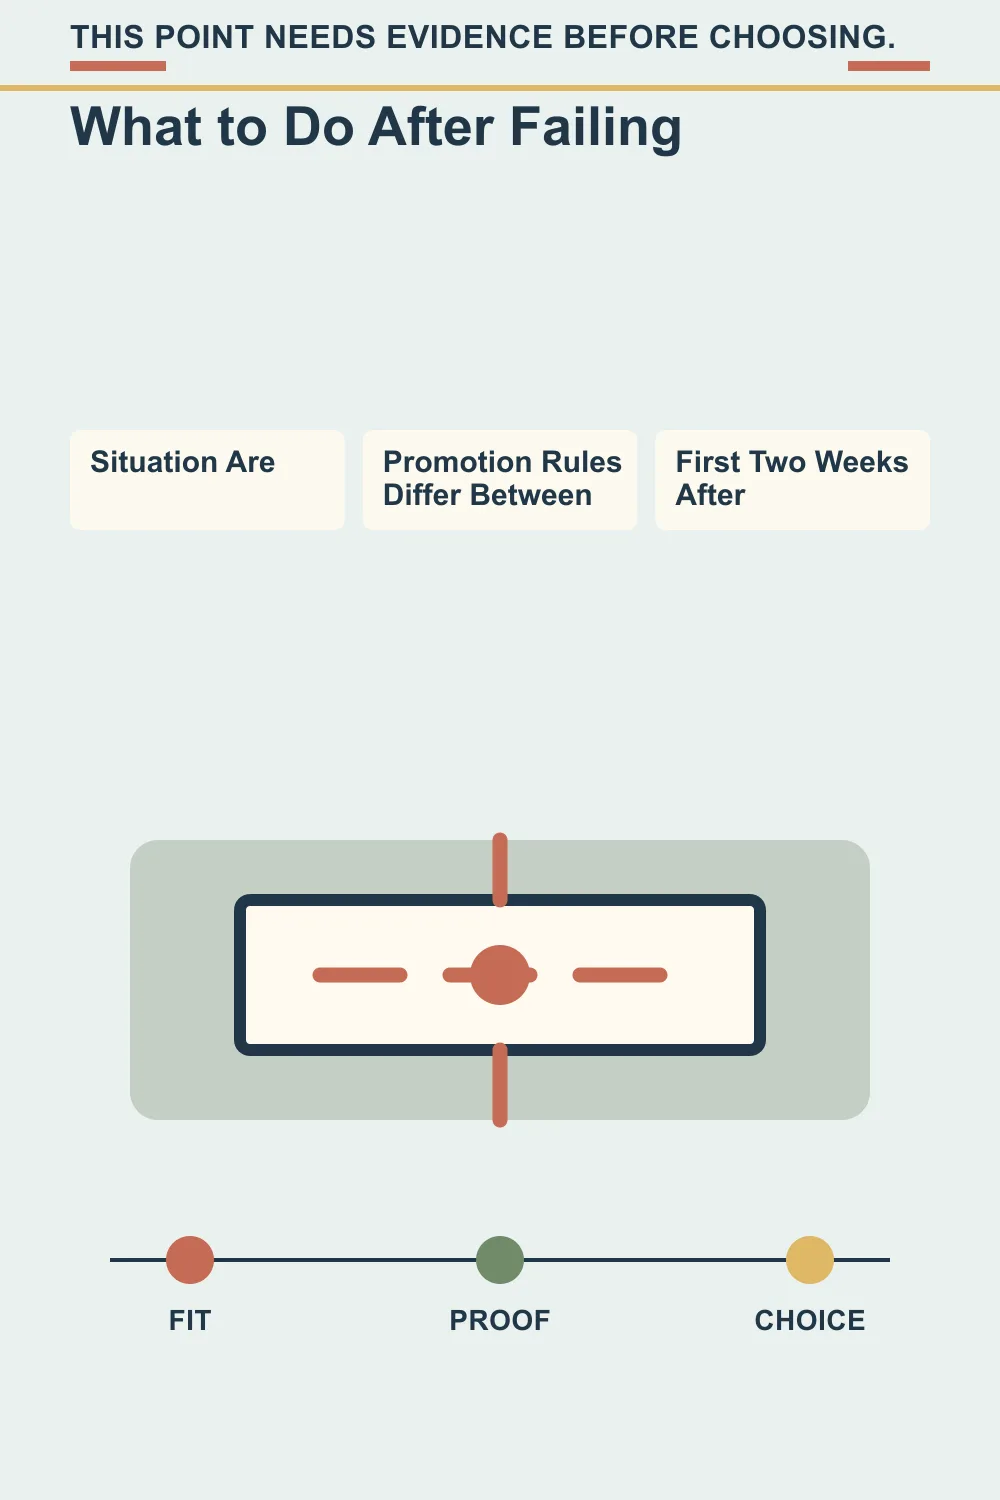 THIS POINT NEEDS EVIDENCE BEFORE CHOOSING.
What to Do After Failing
Situation Are
Promotion Rules
Differ Between
First Two Weeks
After
FIT
PROOF
CHOICE